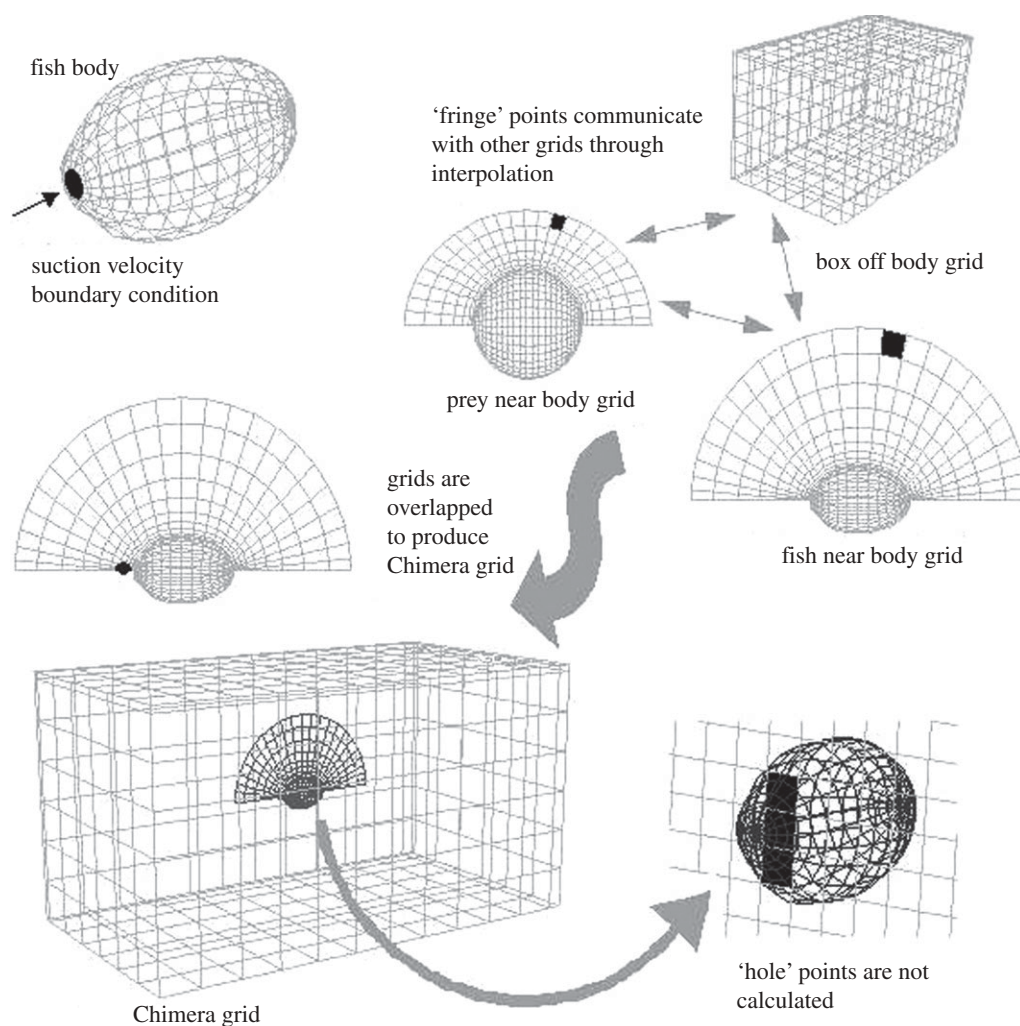 fish body
suction velocity
boundary condition
‘fringe’ points communicate
with other grids through
interpolation
box off body grid
prey near body grid
fish near body grid
grids are
overlapped
to produce
Chimera grid
Chimera grid
‘hole’ points are not
calculated